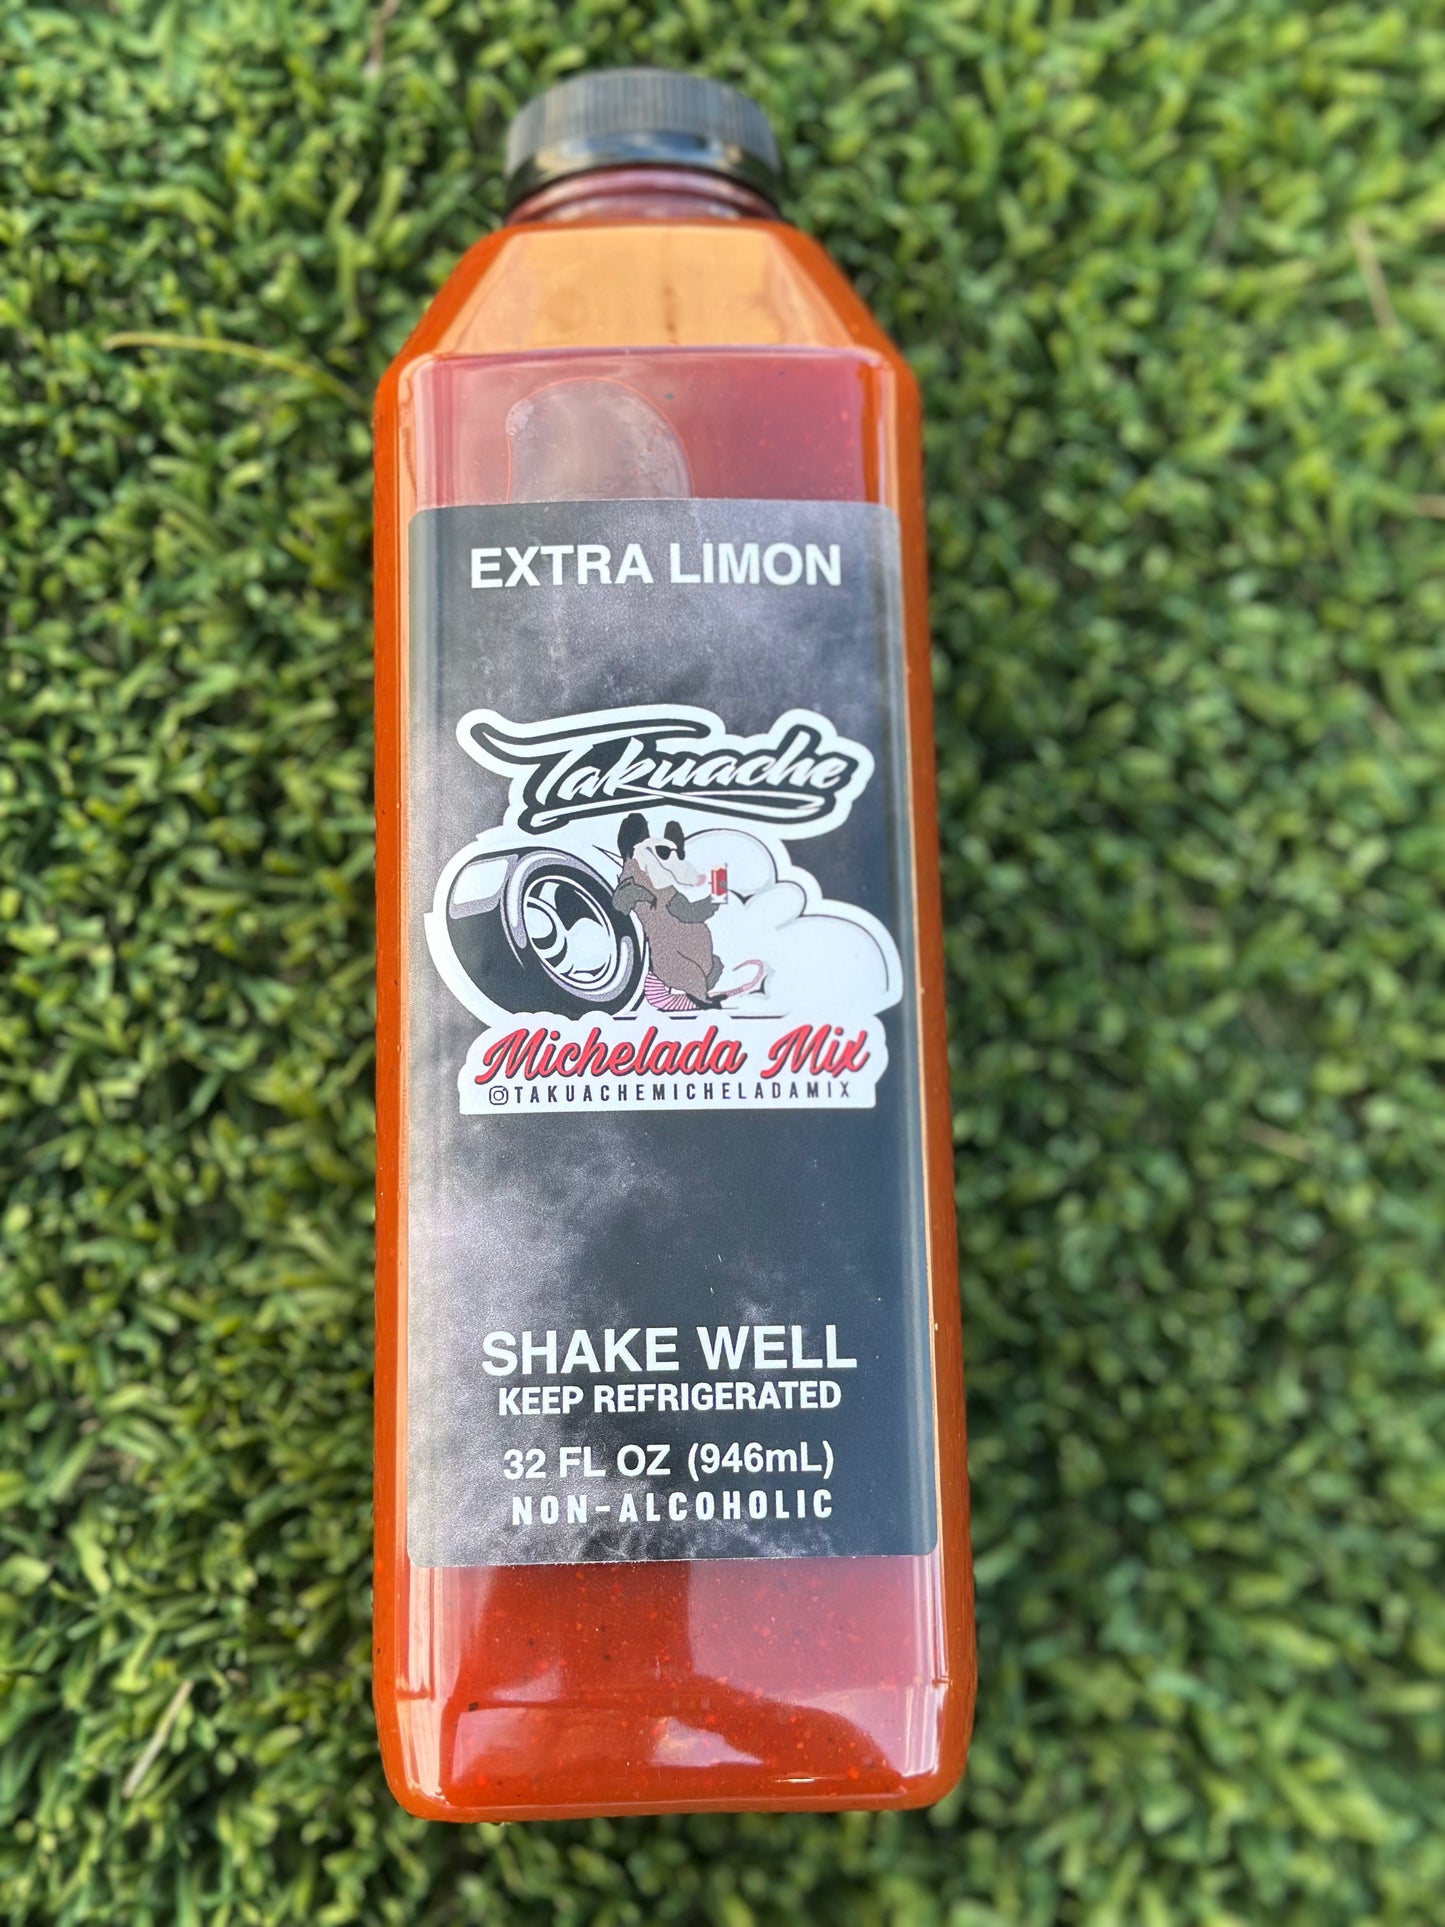 EXTRA LIMON
Takuache
Michelada Mix
@TAKUACHEMICHELADAMIX
SHAKE WELL
KEEP REFRIGERATED
32 FL OZ (946mL)
NON-ALCOHOLIC